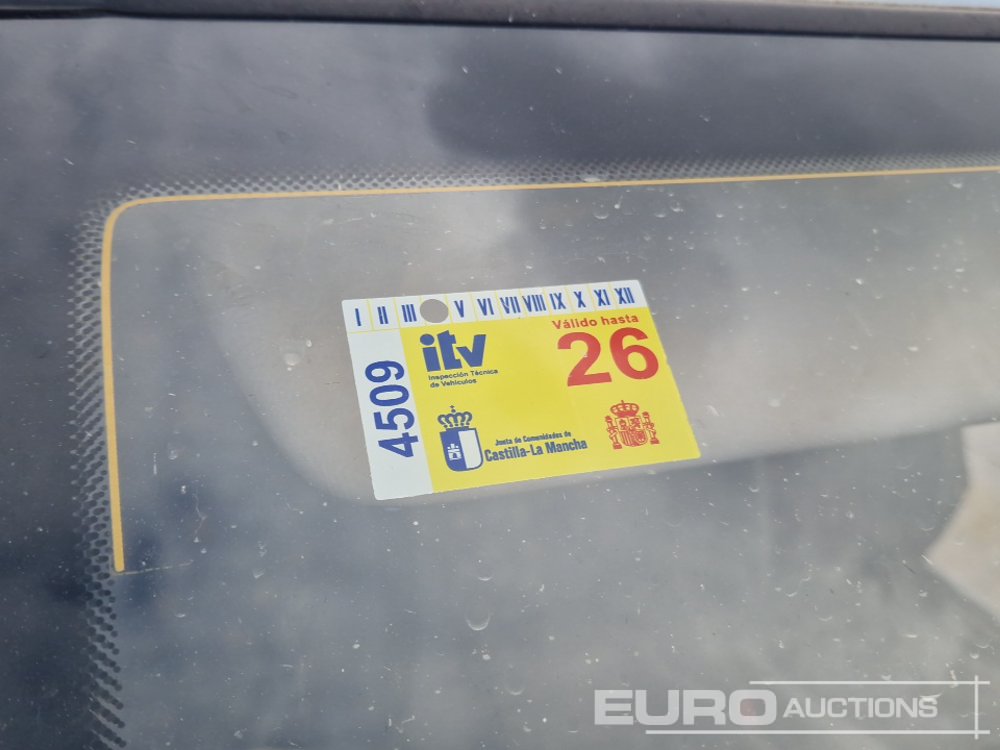 I II III V VI VII VIII IX X XI XII
Válido hasta
26
itv
Inspección Técnica
de Vehículos
4509
Junta de Comunidades de
Castilla-La Mancha
EURO AUCTIONS